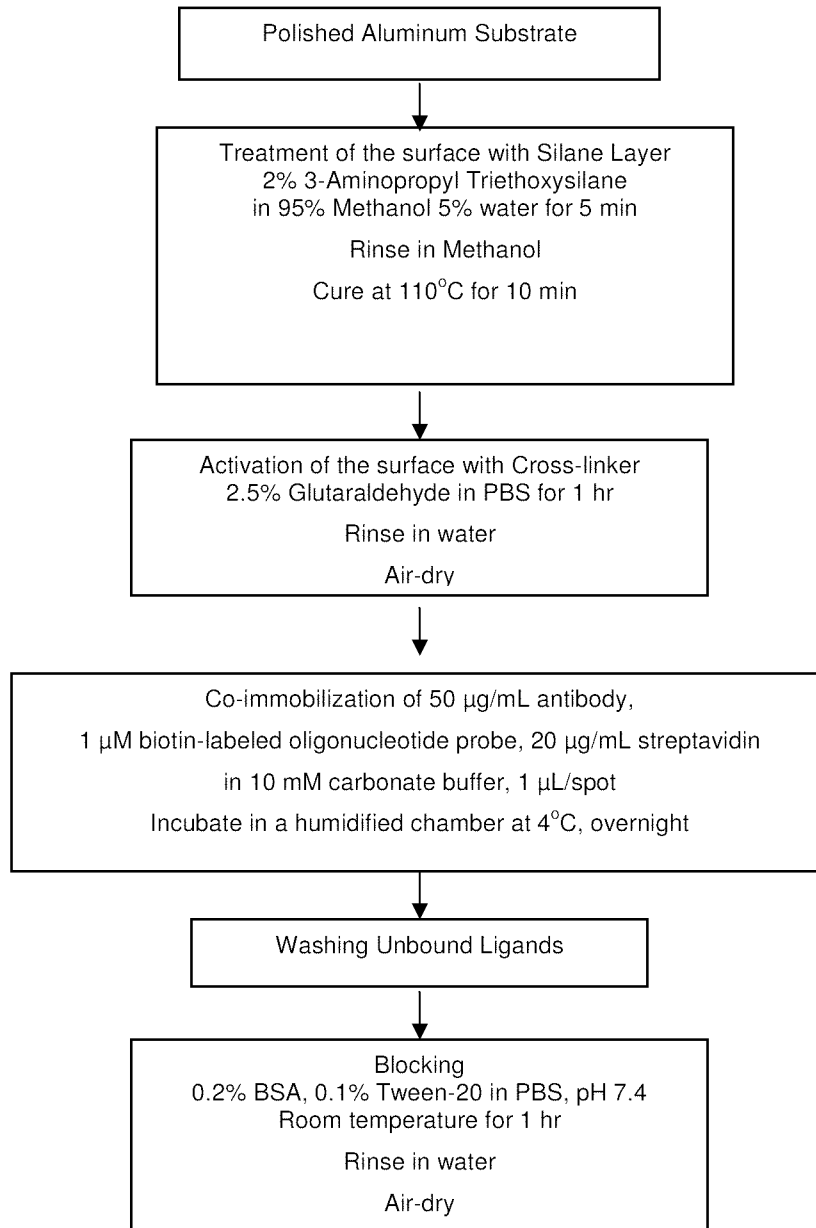 Polished Aluminum Substrate
Treatment of the surface with Silane Layer
2% 3-Aminopropyl Triethoxysilane
in 95% Methanol 5% water for 5 min
Rinse in Methanol
Cure at 110°C for 10 min
Activation of the surface with Cross-linker
2.5% Glutaraldehyde in PBS for 1 hr
Rinse in water
Air-dry
Co-immobilization of 50 µg/mL antibody,
1 µM biotin-labeled oligonucleotide probe, 20 µg/mL streptavidin
in 10 mM carbonate buffer, 1 µL/spot
Incubate in a humidified chamber at 4°C, overnight
Washing Unbound Ligands
Blocking
0.2% BSA, 0.1% Tween-20 in PBS, pH 7.4
Room temperature for 1 hr
Rinse in water
Air-dry